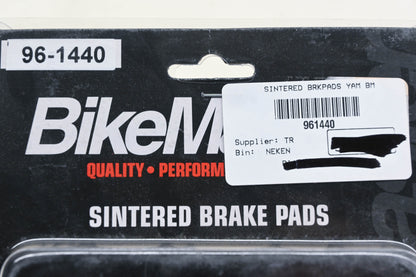 96-1440
SINTERED BRKPADS YAM BM
961440
Supplier: TR
Bin: NEKEN
BikeM
QUALITY • PERFORM
SINTERED BRAKE PADS